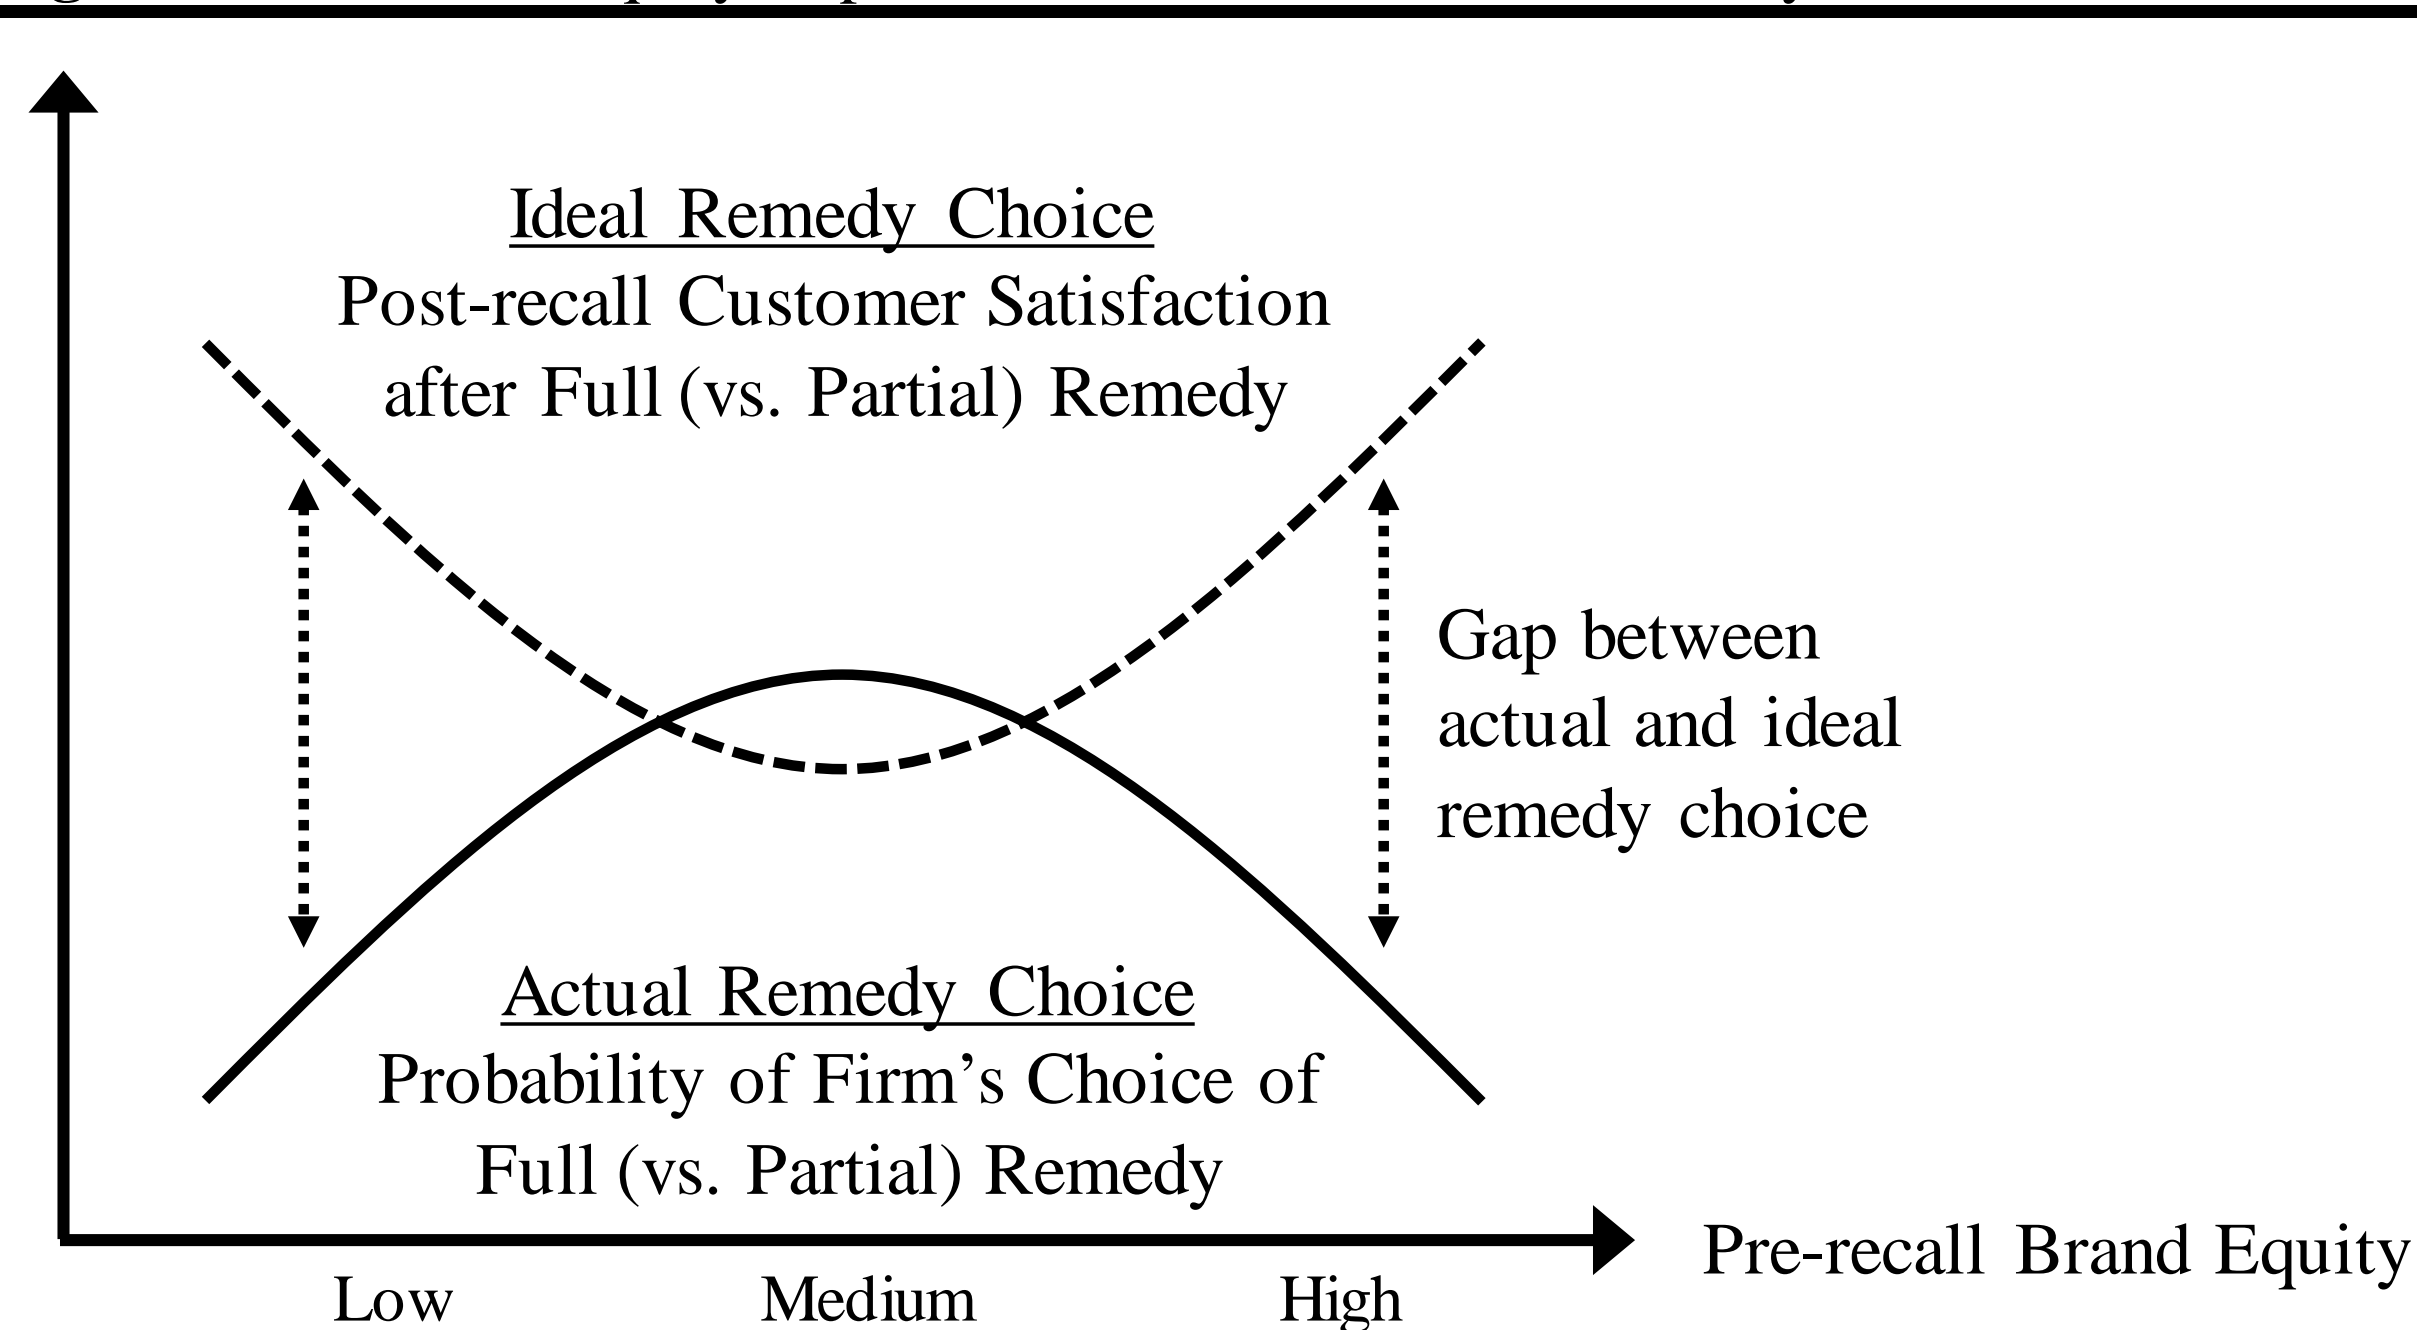 Ideal Remedy Choice
Post-recall Customer Satisfaction
after Full (vs. Partial) Remedy
Gap between
actual and ideal
remedy choice
Actual Remedy Choice
Probability of Firm’s Choice of
Full (vs. Partial) Remedy
Pre-recall Brand Equity
Low Medium High